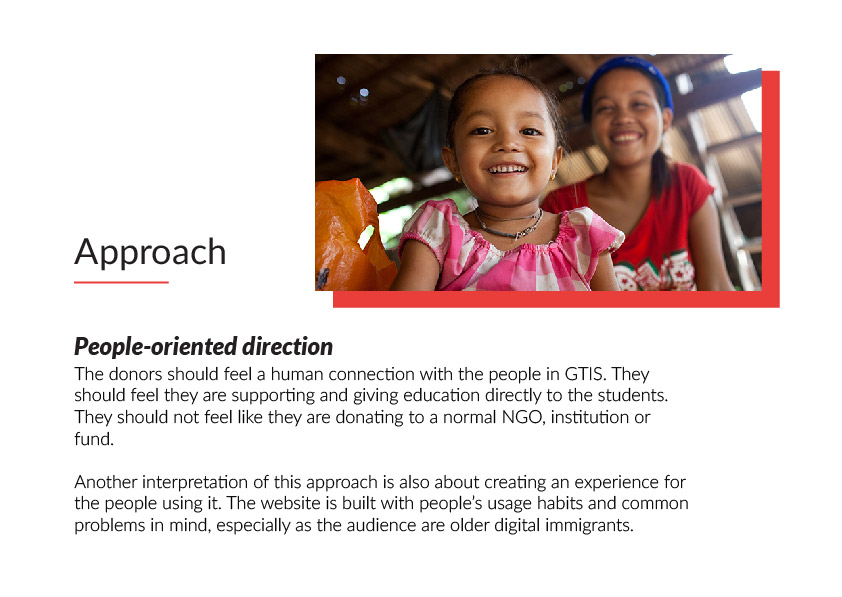 Approach
People-oriented direction
The donors should feel a human connection with the people in GTIS. They
should feel they are supporting and giving education directly to the students.
They should not feel like they are donating to a normal NGO, institution or
fund.
Another interpretation of this approach is also about creating an experience for
the people using it. The website is built with people’s usage habits and common
problems in mind, especially as the audience are older digital immigrants.